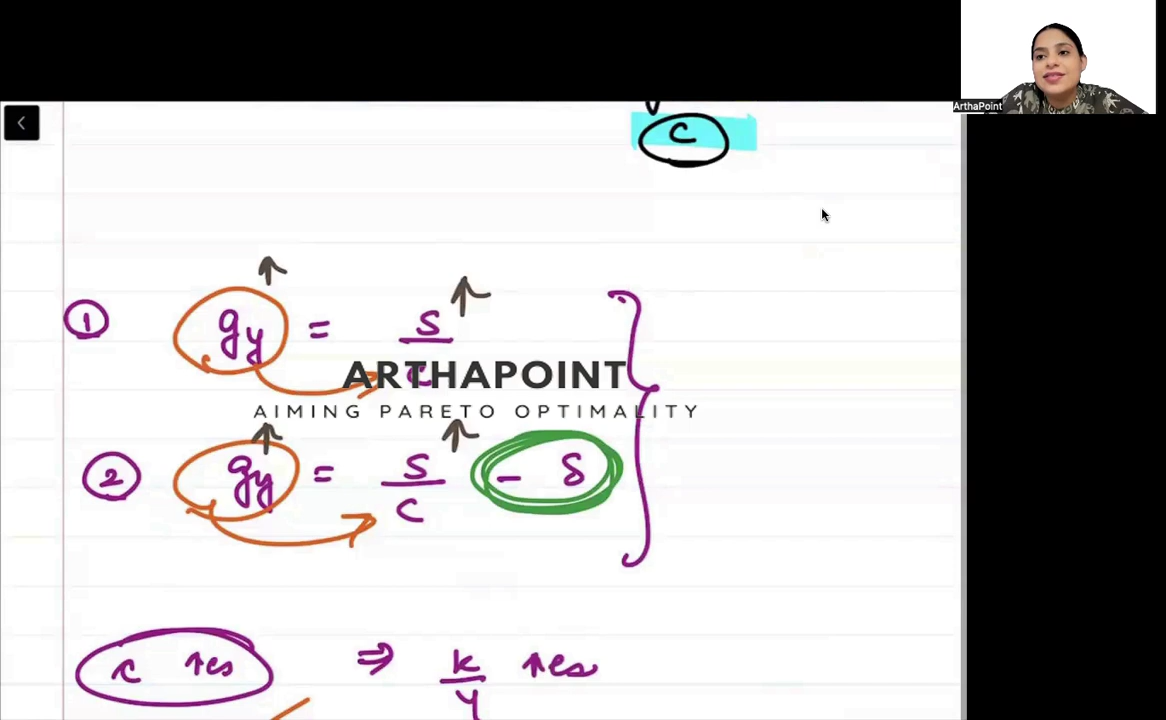 ArthaPoint
c
① gy = s/c
ARTHAPOINT
AIMING PARETO OPTIMALITY
② gy = s/c - δ
c ↑es ⇒ k/y ↑es